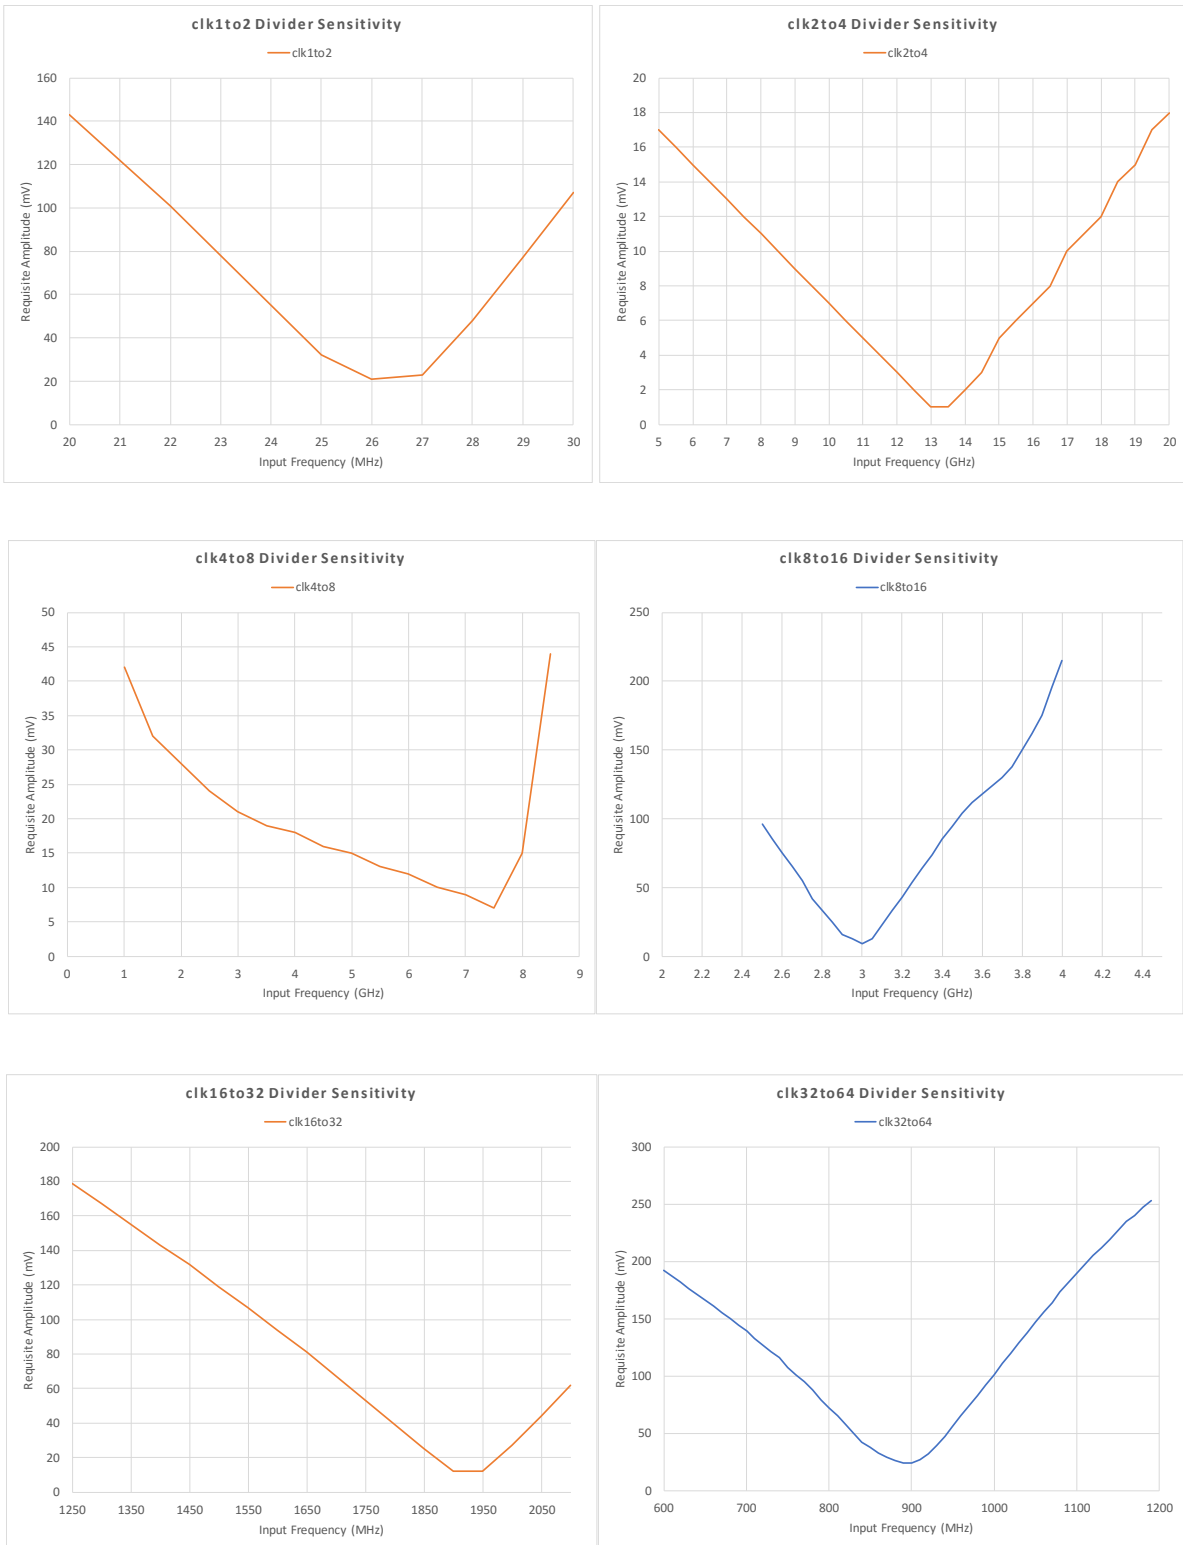 clk1to2 Divider Sensitivity
clk1to2
Requisite Amplitude (mV)
160
140
120
100
80
60
40
20
0
20 21 22 23 24 25 26 27 28 29 30
Input Frequency (MHz)
clk2to4 Divider Sensitivity
clk2to4
Requisite Amplitude (mV)
20
18
16
14
12
10
8
6
4
2
0
5 6 7 8 9 10 11 12 13 14 15 16 17 18 19 20
Input Frequency (GHz)
clk4to8 Divider Sensitivity
clk4to8
Requisite Amplitude (mV)
50
45
40
35
30
25
20
15
10
5
0
0 1 2 3 4 5 6 7 8 9
Input Frequency (GHz)
clk8to16 Divider Sensitivity
clk8to16
Requisite Amplitude (mV)
250
200
150
100
50
0
2 2.2 2.4 2.6 2.8 3 3.2 3.4 3.6 3.8 4 4.2 4.4
Input Frequency (GHz)
clk16to32 Divider Sensitivity
clk16to32
Requisite Amplitude (mV)
200
180
160
140
120
100
80
60
40
20
0
1250 1350 1450 1550 1650 1750 1850 1950 2050
Input Frequency (MHz)
clk32to64 Divider Sensitivity
clk32to64
Requisite Amplitude (mV)
300
250
200
150
100
50
0
600 700 800 900 1000 1100 1200
Input Frequency (MHz)